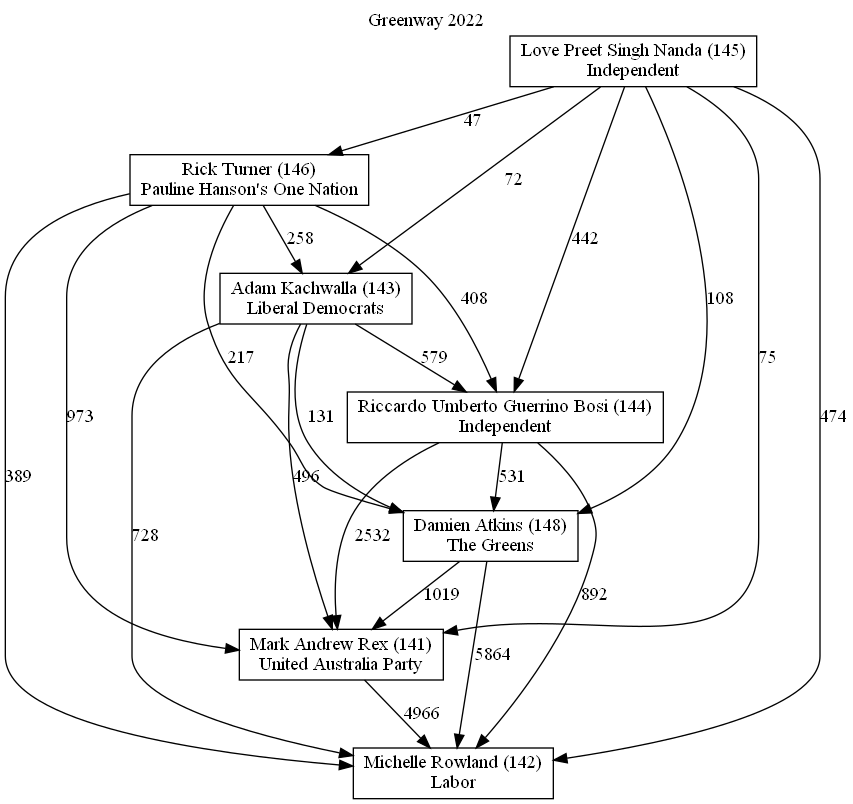 Greenway 2022
Love Preet Singh Nanda (145)
Independent
47
Rick Turner (146)
Pauline Hanson's One Nation
72
258
442
Adam Kachwalla (143)
Liberal Democrats
408
108
217
579
75
Riccardo Umberto Guerrino Bosi (144)
Independent
973
131
474
389
496
531
Damien Atkins (148)
The Greens
728
2532
1019
892
Mark Andrew Rex (141)
United Australia Party
5864
4966
Michelle Rowland (142)
Labor